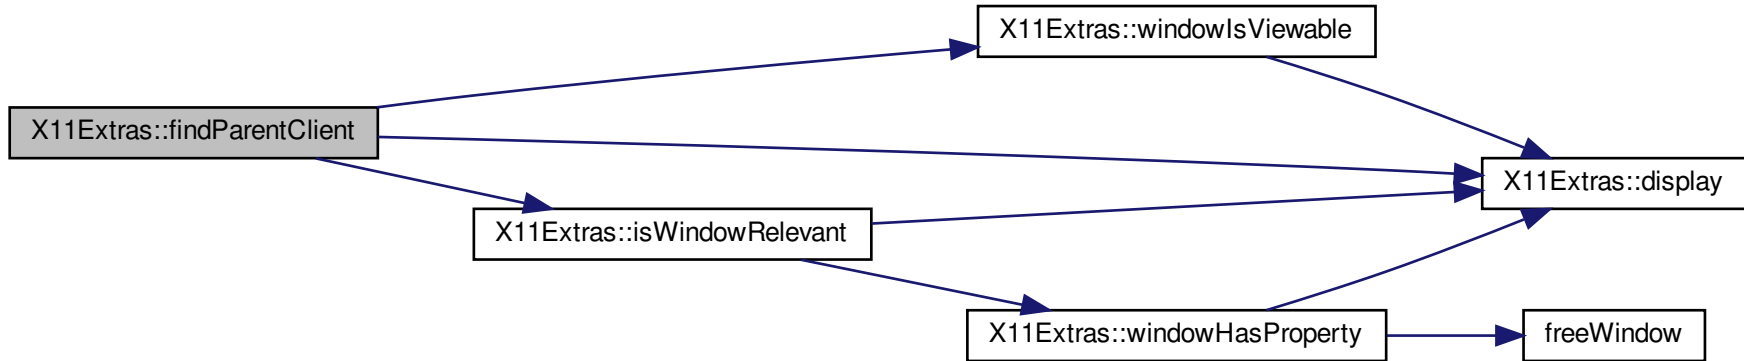 X11Extras::windowIsViewable
X11Extras::findParentClient
X11Extras::display
X11Extras::isWindowRelevant
X11Extras::windowHasProperty
freeWindow